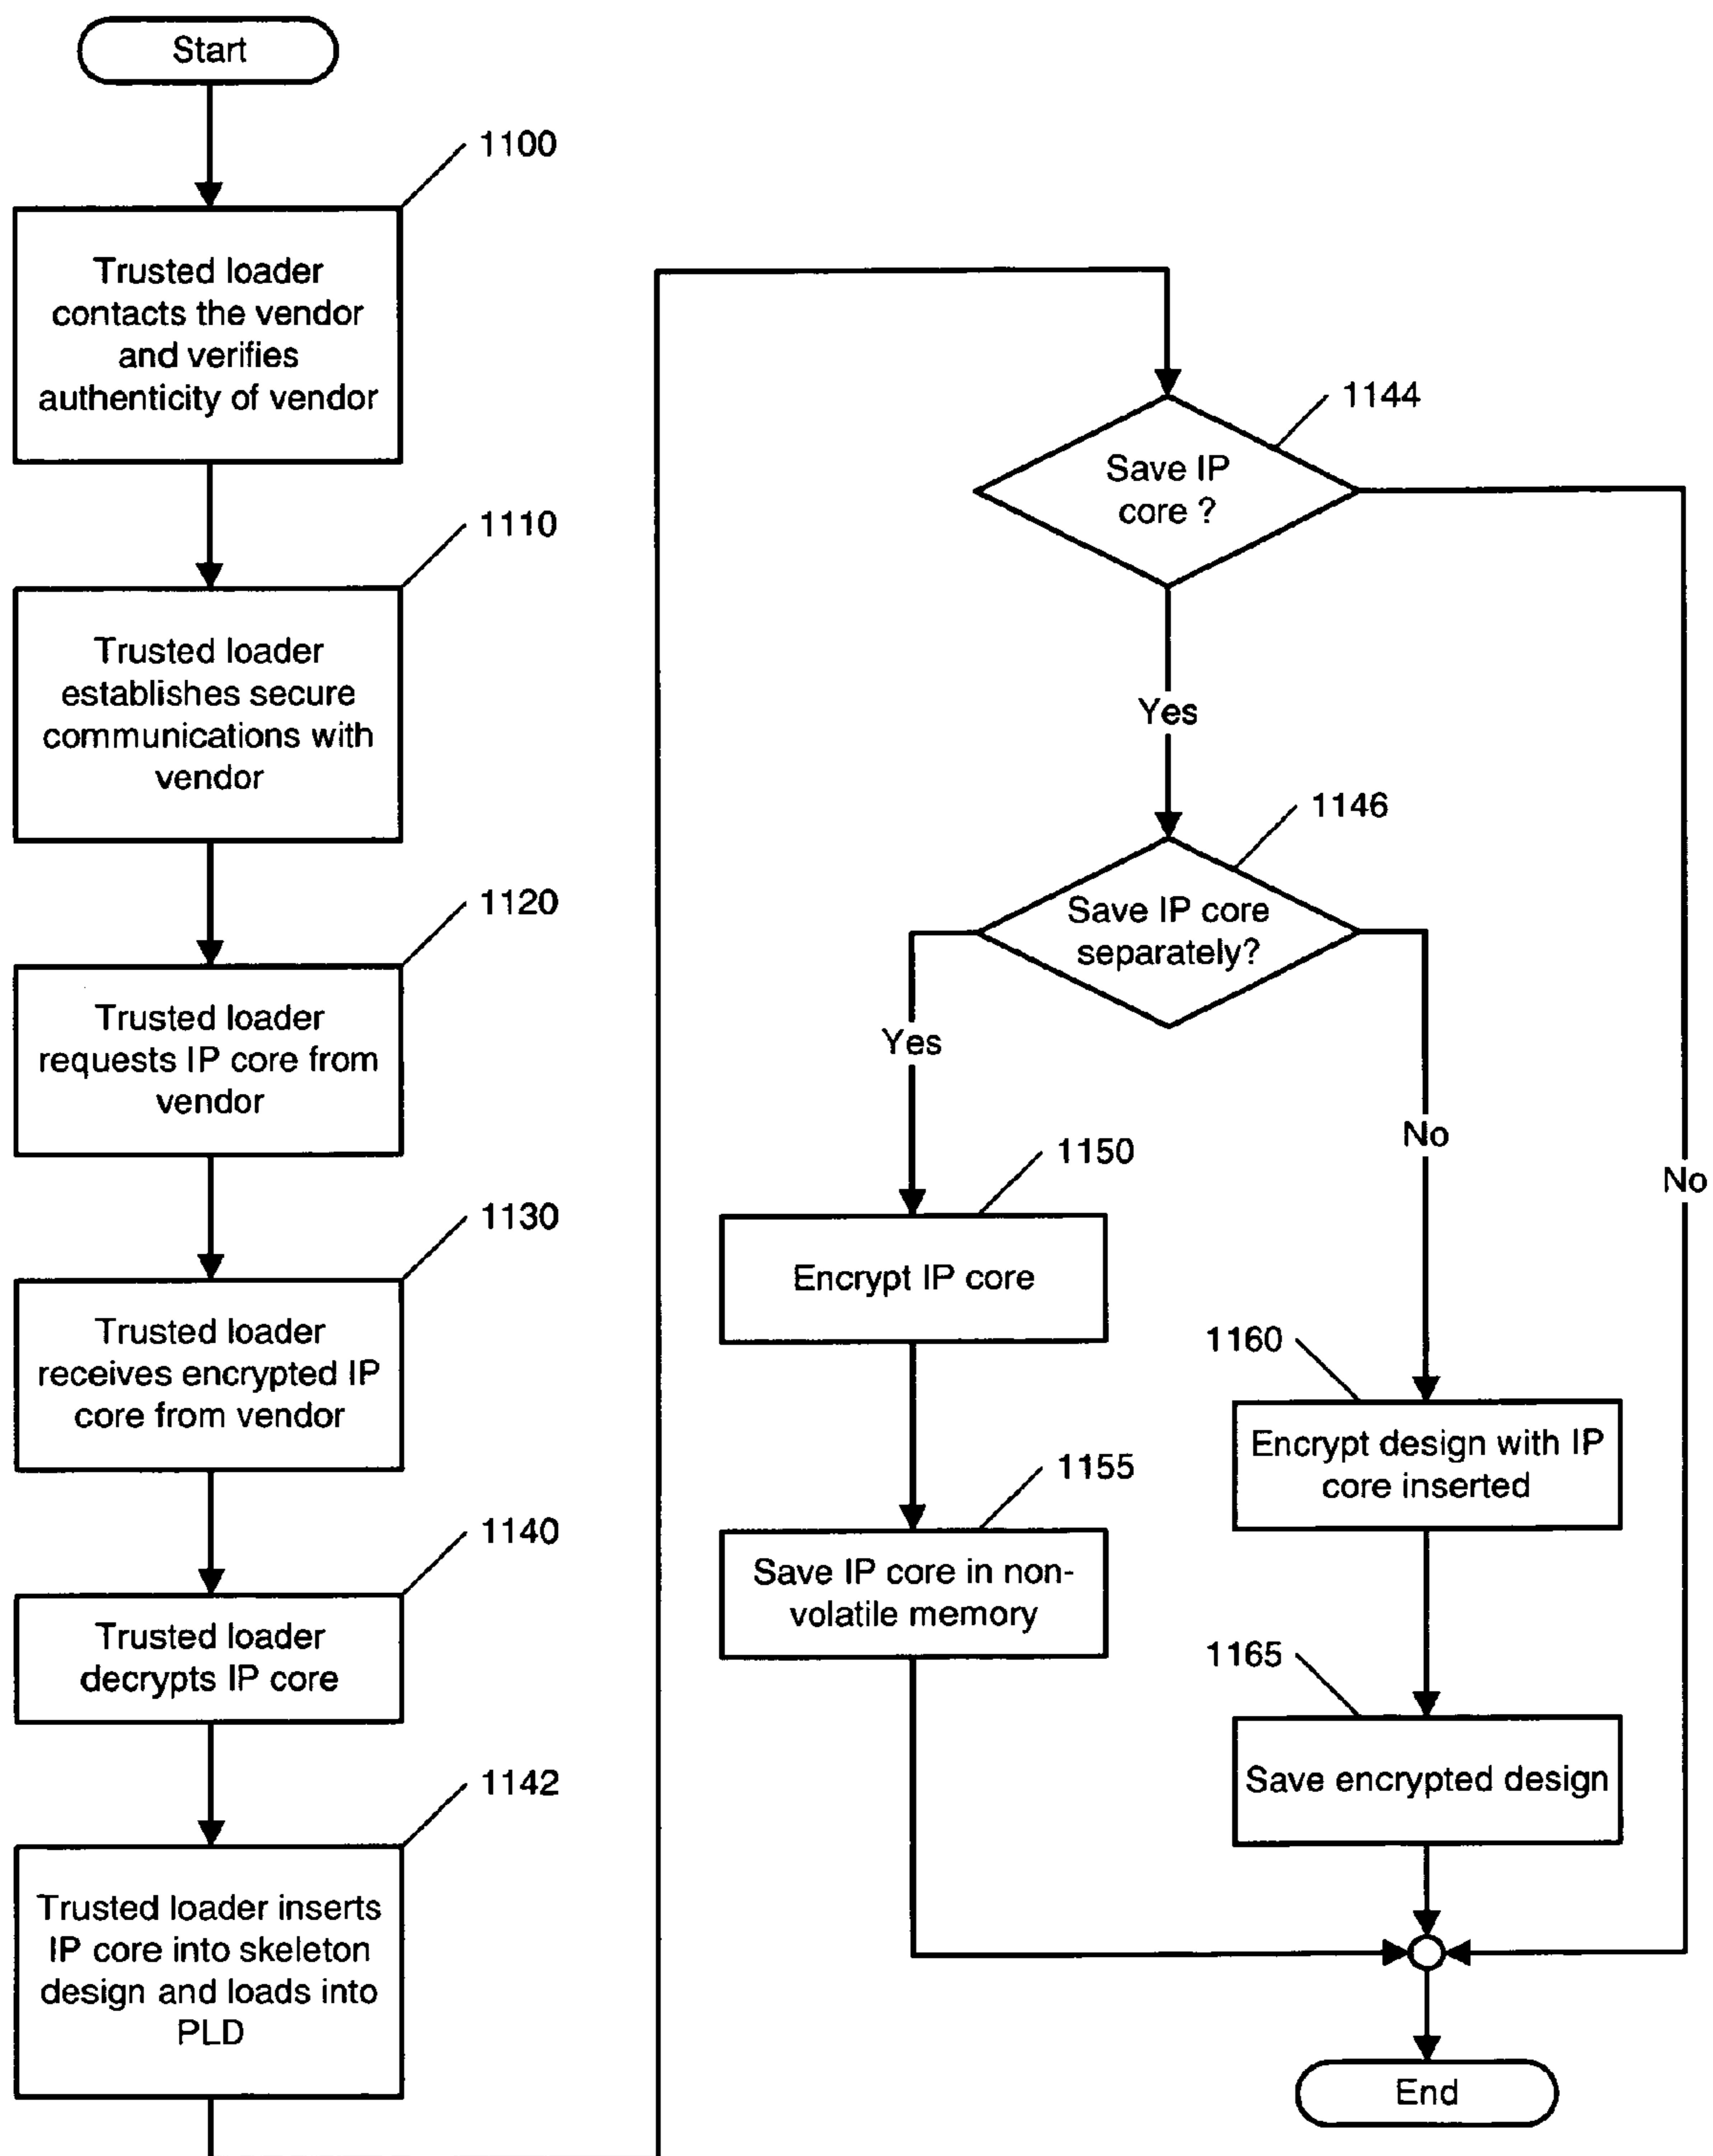 Start
1100
Trusted loader
contacts the vendor
and verifies
authenticity of vendor
1110
Trusted loader
establishes secure
communications with
vendor
1120
Trusted loader
requests IP core from
vendor
1130
Trusted loader
receives encrypted IP
core from vendor
1140
Trusted loader
decrypts IP core
1142
Trusted loader inserts
IP core into skeleton
design and loads into
PLD
1144
Save IP
core ?
Yes
No
1146
Save IP core
separately?
Yes
No
1150
Encrypt IP core
1155
Save IP core in non-
volatile memory
1160
Encrypt design with IP
core inserted
1165
Save encrypted design
End